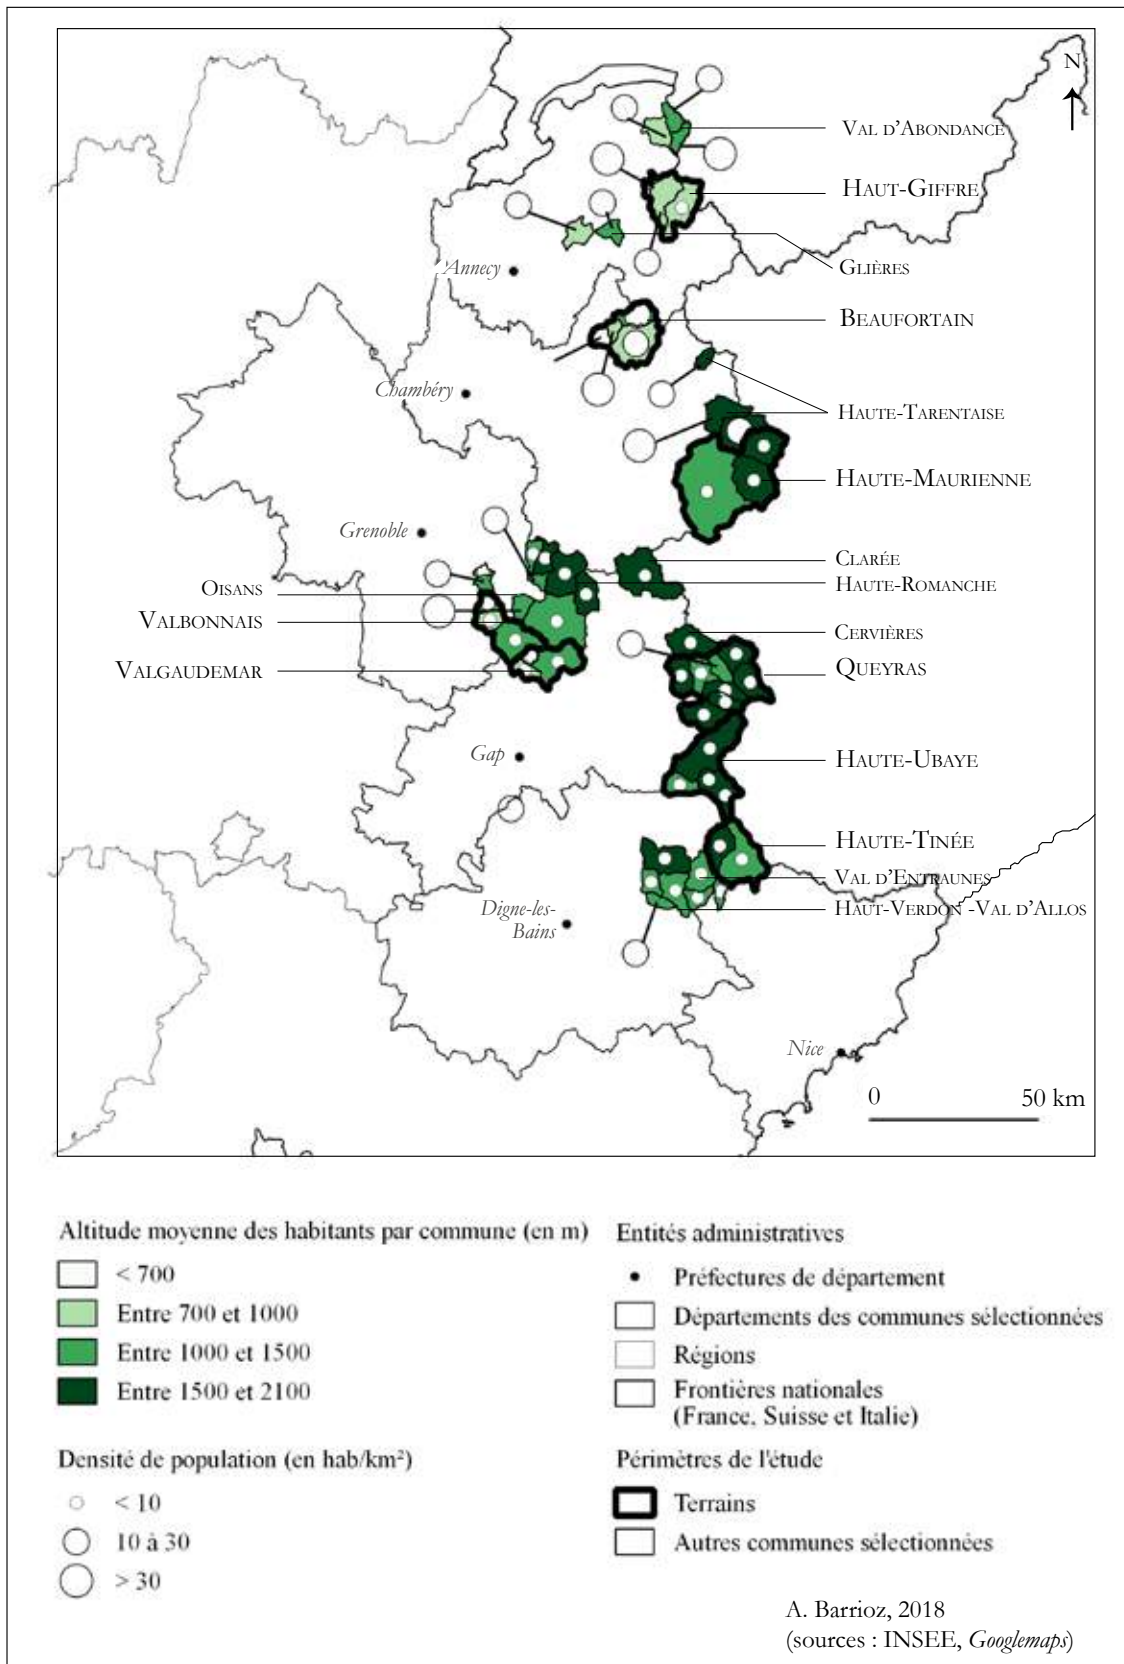 N
VAL D'ABONDANCE
HAUT-GIFFRE
GLIÈRES
Annecy
BEAUFORTAIN
Chambéry
HAUTE-TARENTAISE
HAUTE-MAURIENNE
Grenoble
CLARÉE
HAUTE-ROMANCHE
OISANS
VALBONNAIS
CERVIÈRES
VALGAUDEMAR
QUEYRAS
Gap
HAUTE-UBAYE
HAUTE-TINÉE
VAL D'ENTRAUNES
HAUT-VERDON -VAL D'ALLOS
Digne-les-
Bains
Nice
0 50 km
Altitude moyenne des habitants par commune (en m)
< 700
Entre 700 et 1000
Entre 1000 et 1500
Entre 1500 et 2100
Densité de population (en hab/km²)
< 10
10 à 30
> 30
Entités administratives
Préfectures de département
Départements des communes sélectionnées
Régions
Frontières nationales
(France, Suisse et Italie)
Périmètres de l'étude
Terrains
Autres communes sélectionnées
A. Barrioz, 2018
(sources : INSEE, Googlemaps)